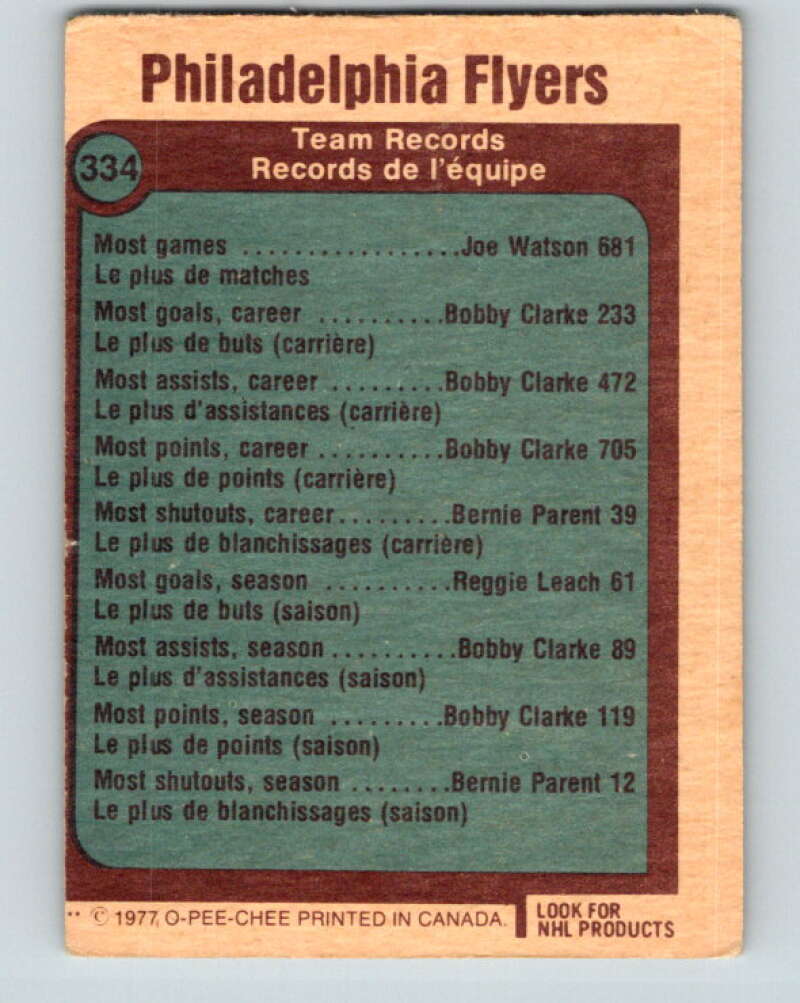 Philadelphia Flyers
334
Team Records
Records de l'équipe
Most games .................Joe Watson 681
Le plus de matches
Most goals, career ..........Bobby Clarke 233
Le plus de buts (carrière)
Most assists, career .........Bobby Clarke 472
Le plus d'assistances (carrière)
Most points, career ..........Bobby Clarke 705
Le plus de points (carrière)
Most shutouts, career.........Bernie Parent 39
Le plus de blanchissages (carrière)
Most goals, season ..........Reggie Leach 61
Le plus de buts (saison)
Most assists, season ..........Bobby Clarke 89
Le plus d'assistances (saison)
Most points, season .........Bobby Clarke 119
Le plus de points (saison)
Most shutouts, season ........Bernie Parent 12
Le plus de blanchissages (saison)
** © 1977, O-PEE-CHEE PRINTED IN CANADA.
LOOK FOR
NHL PRODUCTS